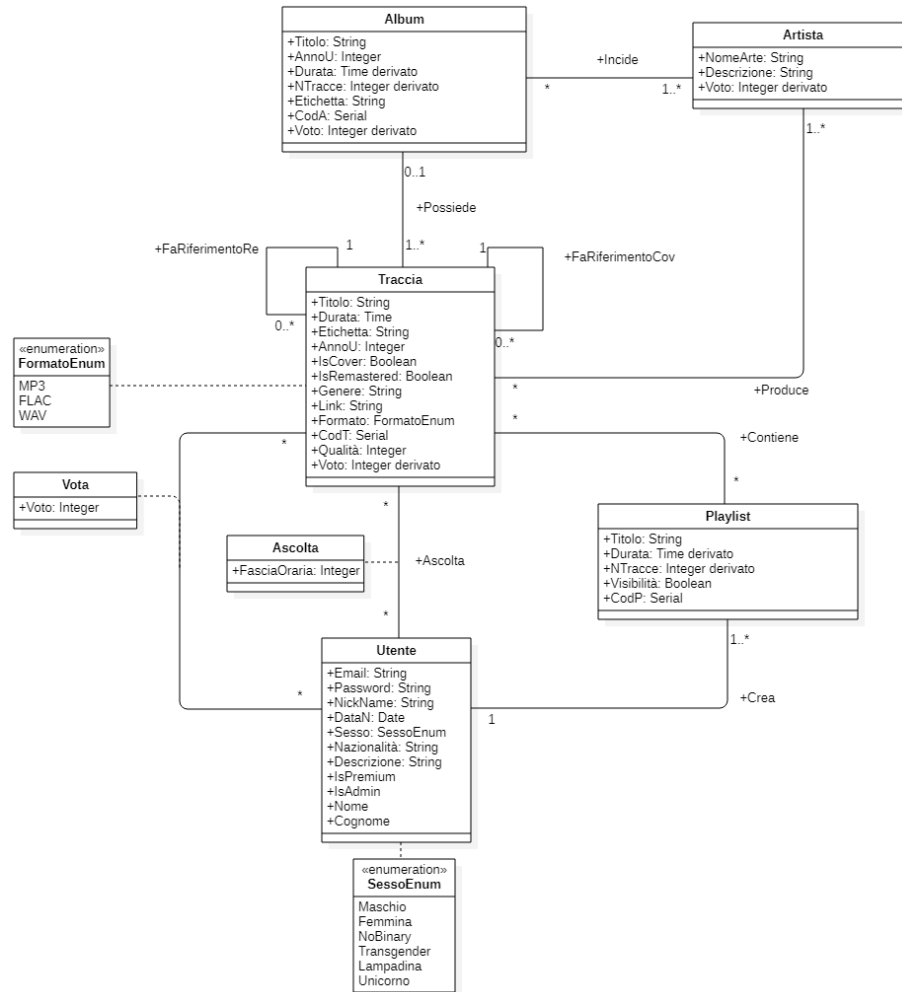 Album
+Titolo: String
+AnnoU: Integer
+Durata: Time derivato
+NTracce: Integer derivato
+Etichetta: String
+CodA: Serial
+Voto: Integer derivato
Artista
+NomeArte: String
+Descrizione: String
+Voto: Integer derivato
+Incide
*
1..*
1..*
0..1
+Possiede
1..*
+FaRiferimentoRe
1
0..*
1
+FaRiferimentoCov
0..*
Traccia
+Titolo: String
+Durata: Time
+Etichetta: String
+AnnoU: Integer
+IsCover: Boolean
+IsRemastered: Boolean
+Genere: String
+Link: String
+Formato: FormatoEnum
+CodT: Serial
+Qualità: Integer
+Voto: Integer derivato
«enumeration»
FormatoEnum
MP3
FLAC
WAV
*
+Produce
*
+Contiene
*
*
Vota
+Voto: Integer
*
Ascolta
+FasciaOraria: Integer
+Ascolta
*
Playlist
+Titolo: String
+Durata: Time derivato
+NTracce: Integer derivato
+Visibilità: Boolean
+CodP: Serial
1..*
+Crea
1
*
Utente
+Email: String
+Password: String
+NickName: String
+DataN: Date
+Sesso: SessoEnum
+Nazionalità: String
+Descrizione: String
+IsPremium
+IsAdmin
+Nome
+Cognome
«enumeration»
SessoEnum
Maschio
Femmina
NoBinary
Transgender
Lampadina
Unicorno